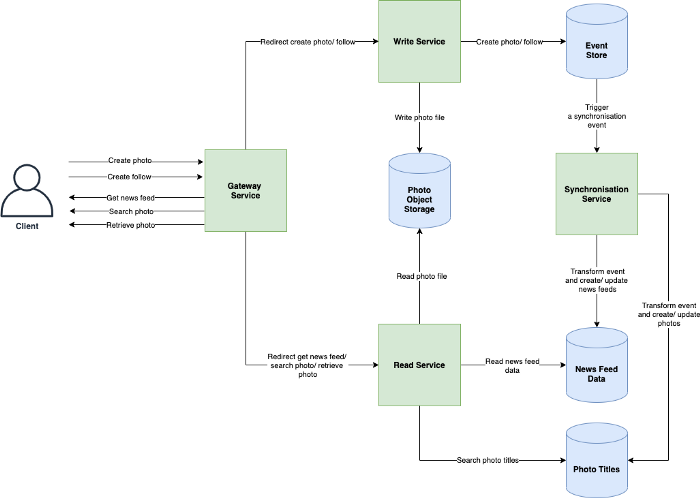 Redirect create photo/ follow
Write Service
Create photo/ follow
Event
Store
Trigger
a synchronisation
event
Write photo file
Create photo
Create follow
Get news feed
Search photo
Retrieve photo
Client
Gateway
Service
Photo
Object
Storage
Synchronisation
Service
Read photo file
Transform event
and create/ update
news feeds
Transform event
and create/ update
photos
Redirect get news feed/
search photo/ retrieve
photo
Read Service
Read news feed
data
News Feed
Data
Search photo titles
Photo Titles